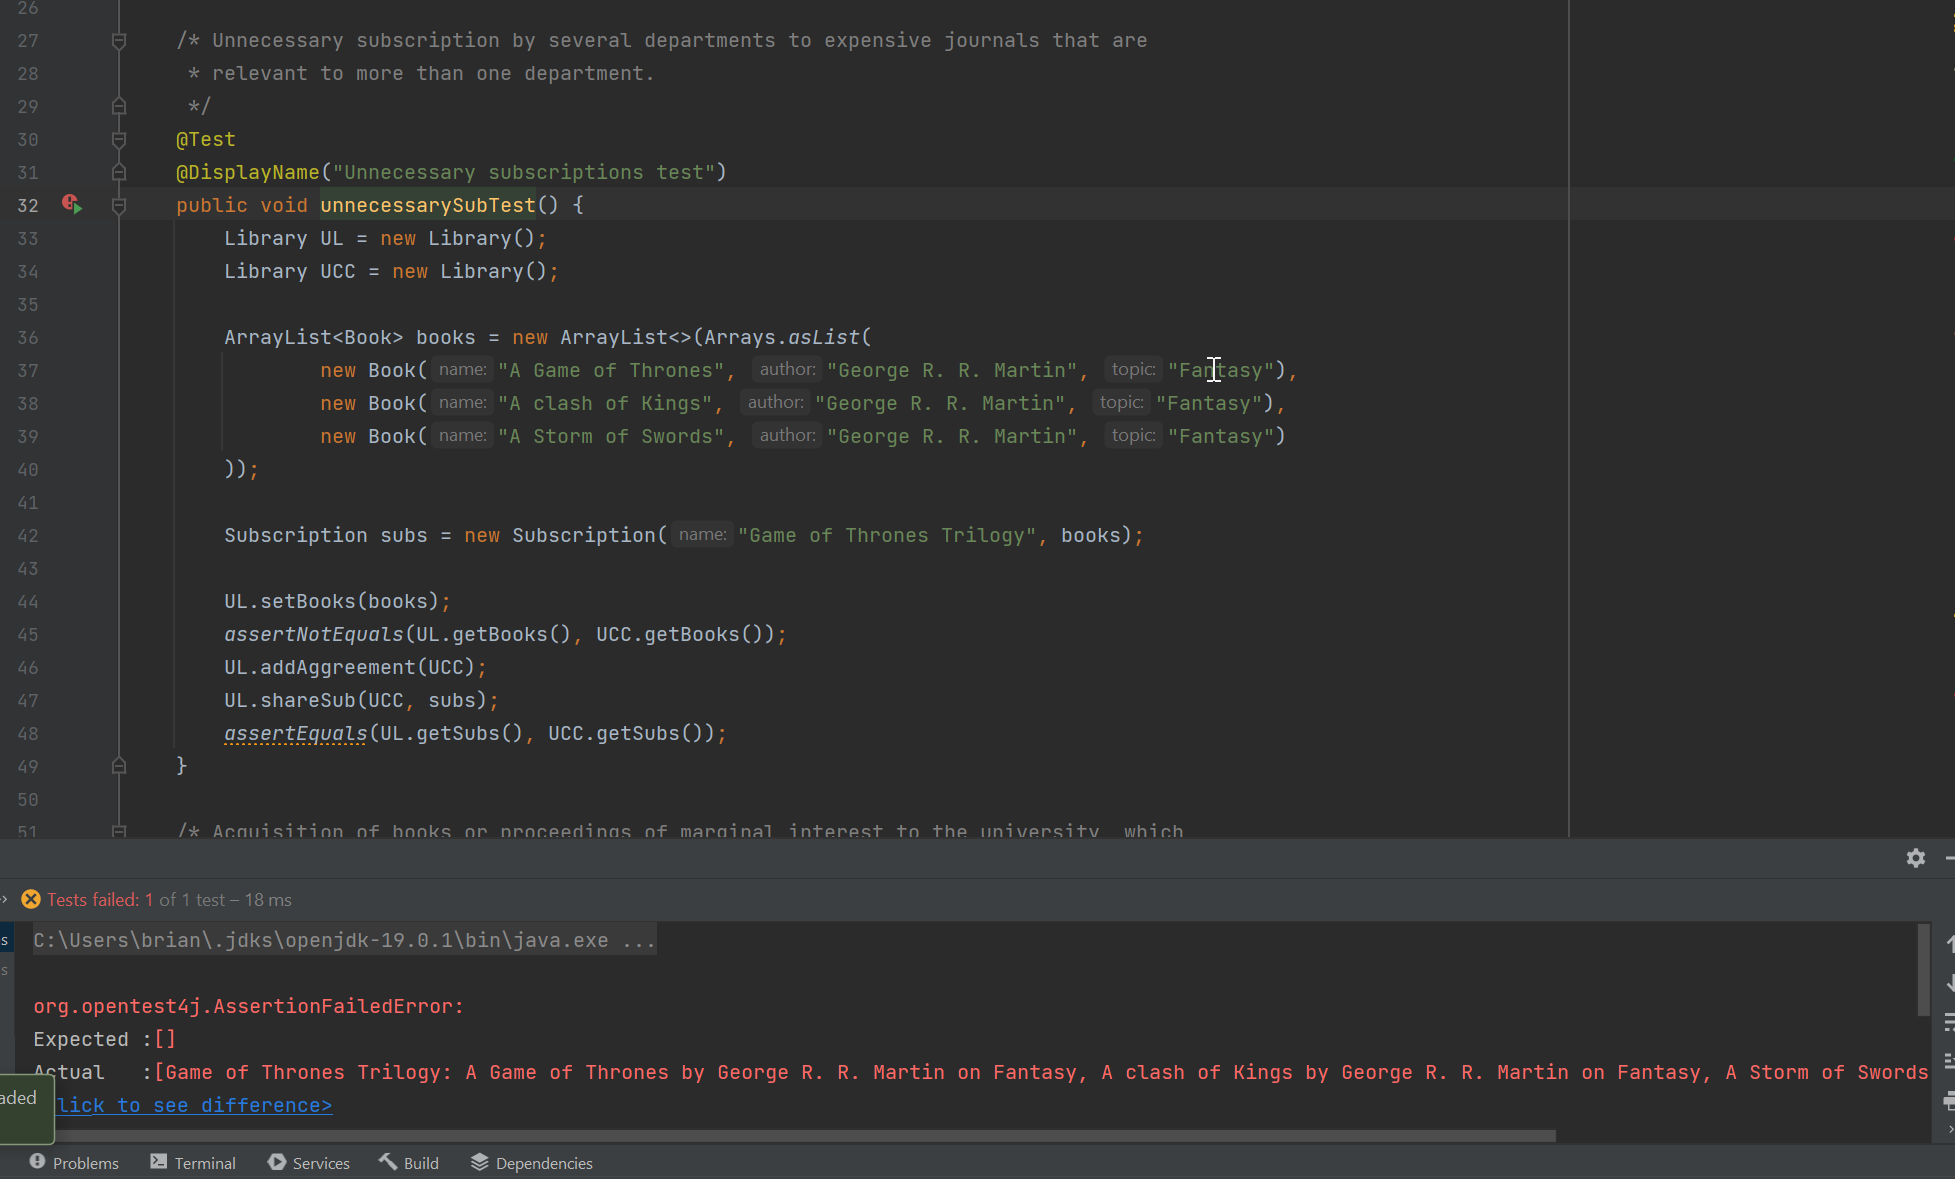 26
27 /* Unnecessary subscription by several departments to expensive journals that are
28 * relevant to more than one department.
29 */
30 @Test
31 @DisplayName("Unnecessary subscriptions test")
32 public void unnecessarySubTest() {
33 Library UL = new Library();
34 Library UCC = new Library();
35
36 ArrayList<Book> books = new ArrayList<>(Arrays.asList(
37 new Book( name: "A Game of Thrones", author: "George R. R. Martin", topic: "Fantasy"),
38 new Book( name: "A clash of Kings", author: "George R. R. Martin", topic: "Fantasy"),
39 new Book( name: "A Storm of Swords", author: "George R. R. Martin", topic: "Fantasy")
40 ));
41
42 Subscription subs = new Subscription( name: "Game of Thrones Trilogy", books);
43
44 UL.setBooks(books);
45 assertNotEquals(UL.getBooks(), UCC.getBooks());
46 UL.addAggreement(UCC);
47 UL.shareSub(UCC, subs);
48 assertEquals(UL.getSubs(), UCC.getSubs());
49 }
50
51 /* Acquisition of books or proceedings of marginal interest to the university, which
Tests failed: 1 of 1 test – 18 ms
s C:\Users\brian\.jdks\openjdk-19.0.1\bin\java.exe ...
s
org.opentest4j.AssertionFailedError:
Expected :[]
Actual :[Game of Thrones Trilogy: A Game of Thrones by George R. R. Martin on Fantasy, A clash of Kings by George R. R. Martin on Fantasy, A Storm of Swords
aded
lick to see difference>
Problems Terminal Services Build Dependencies